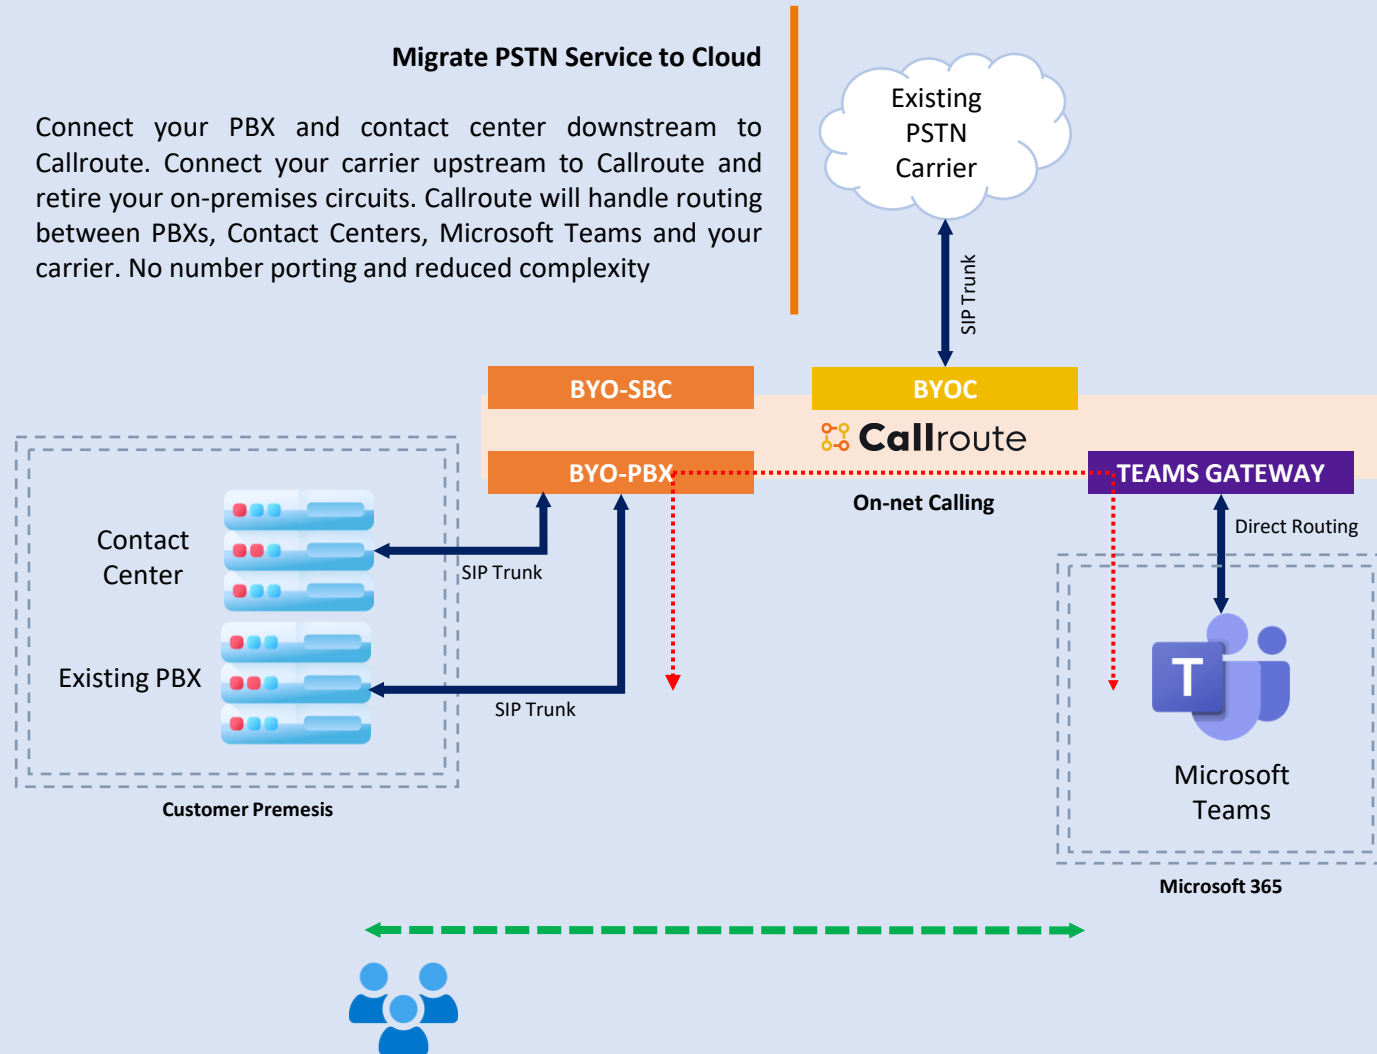 Migrate PSTN Service to Cloud
Connect your PBX and contact center downstream to
Callroute. Connect your carrier upstream to Callroute and
retire your on-premises circuits. Callroute will handle routing
between PBXs, Contact Centers, Microsoft Teams and your
carrier. No number porting and reduced complexity
Existing
PSTN
Carrier
SIP Trunk
BYO-SBC
BYOC
Callroute
BYO-PBX
TEAMS GATEWAY
On-net Calling
Direct Routing
Contact
Center
SIP Trunk
Existing PBX
SIP Trunk
Customer Premesis
T
Microsoft
Teams
Microsoft 365